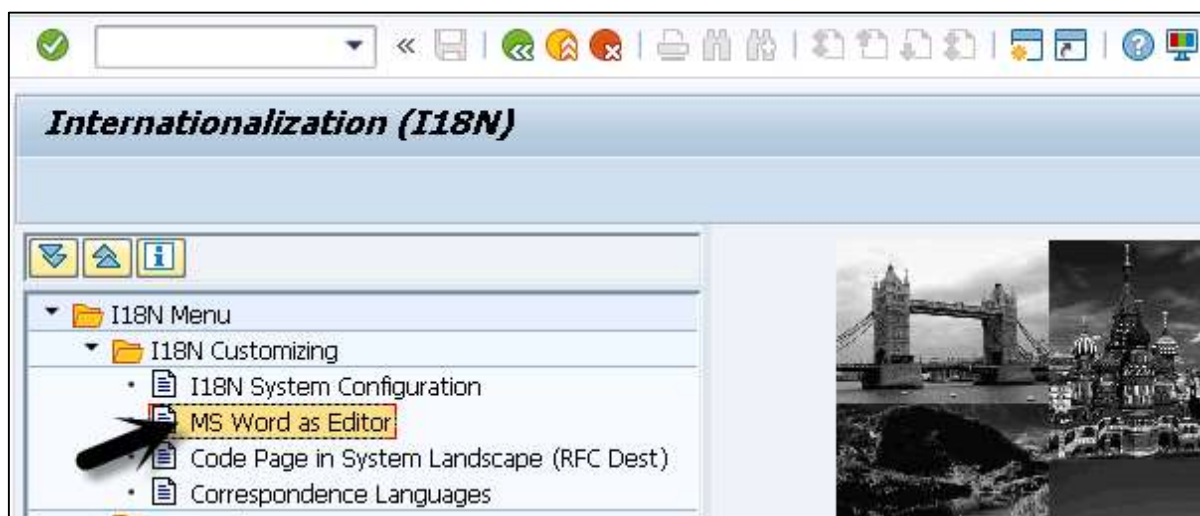 Internationalization (I18N)
I18N Menu
I18N Customizing
I18N System Configuration
MS Word as Editor
Code Page in System Landscape (RFC Dest)
Correspondence Languages